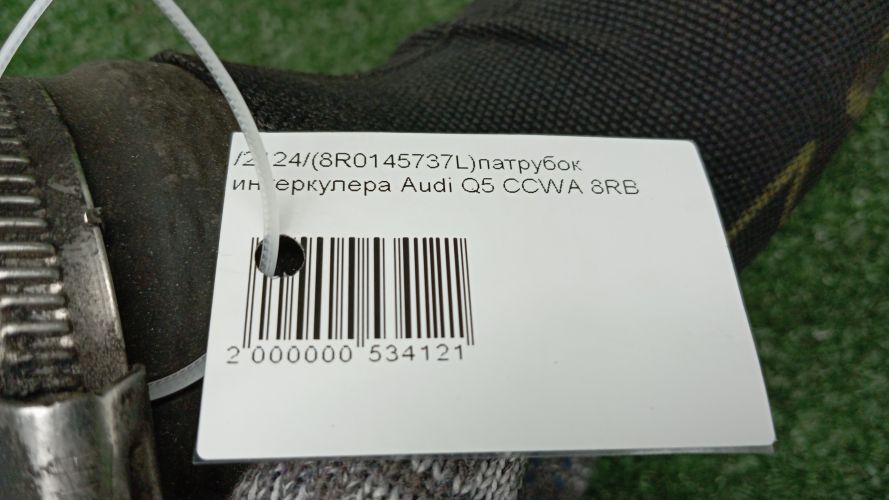 (8R0145737L)патрубок
интеркулера Audi Q5 CCWA 8RB
2 000000 534121